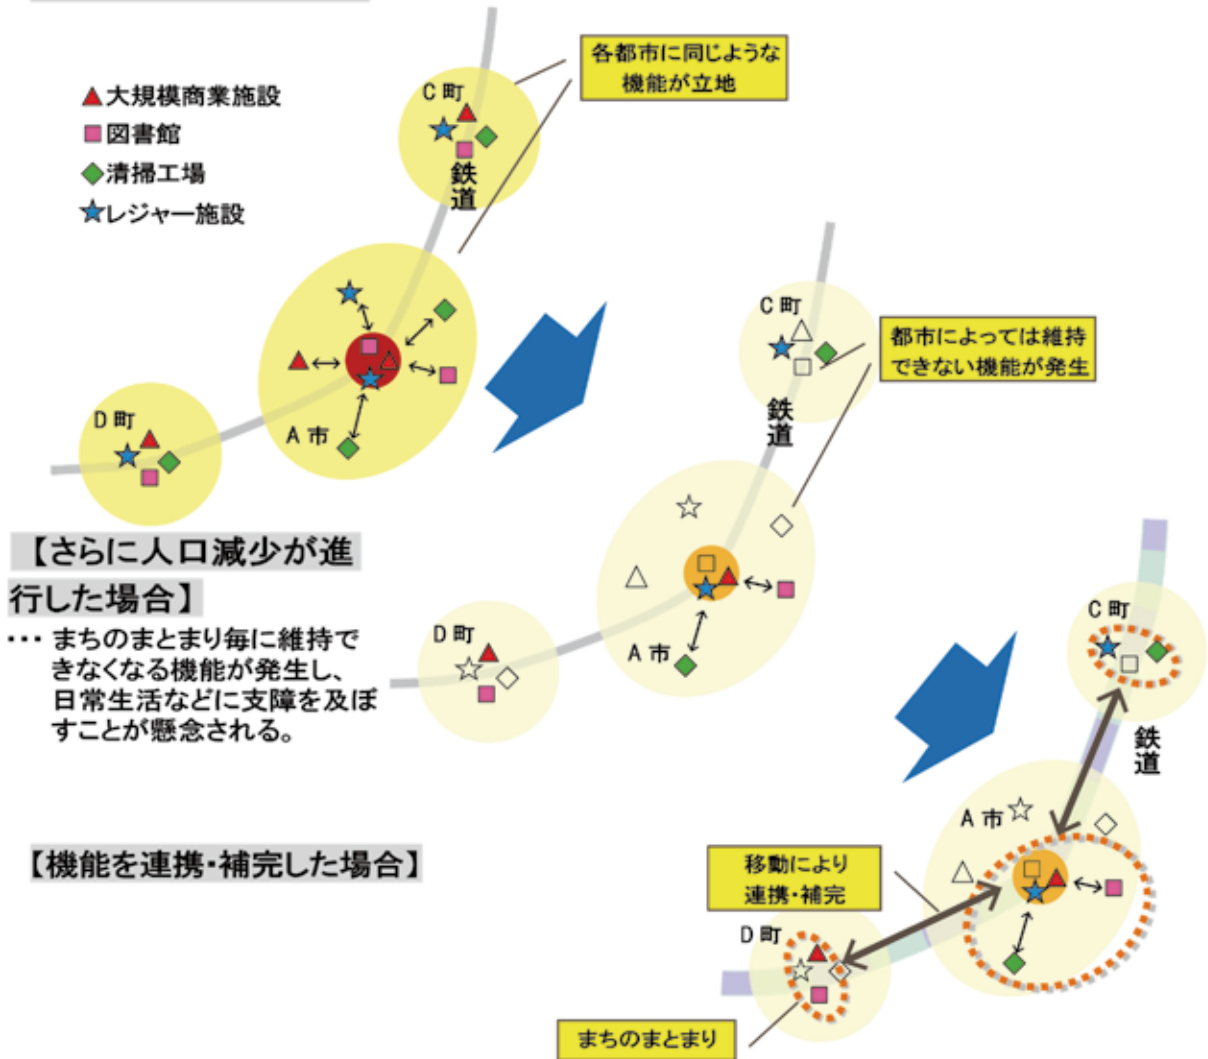 大規模商業施設
図書館
清掃工場
レジャー施設
各都市に同じような
機能が立地
C町
鉄道
A市
D町
都市によっては維持
できない機能が発生
C町
鉄道
A市
D町
【さらに人口減少が進
行した場合】
… まちのまとまり毎に維持で
きなくなる機能が発生し、
日常生活などに支障を及ぼ
すことが懸念される。
C町
鉄道
A市
【機能を連携・補完した場合】
移動により
連携・補完
D町
まちのまとまり